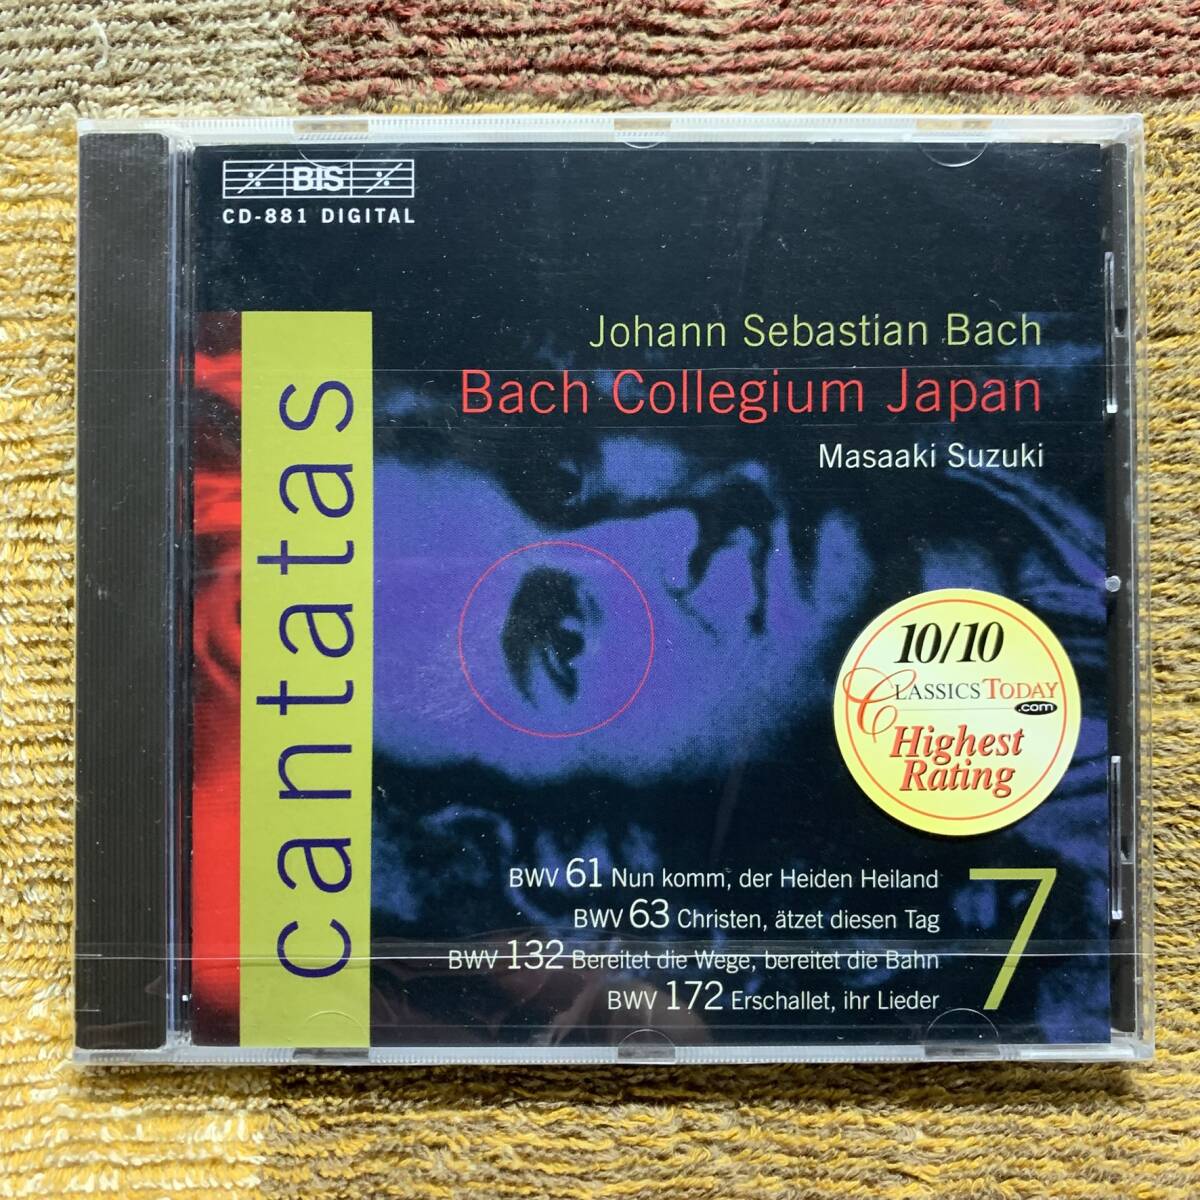 BIS
CD-881 DIGITAL
Johann Sebastian Bach
Bach Collegium Japan
Masaaki Suzuki
cantatas
10/10
CLASSICSTODAY
.com
Highest
Rating
BWV 61 Nun komm, der Heiden Heiland
BWV 63 Christen, ätzet diesen Tag
BWV 132 Bereitet die Wege, bereitet die Bahn
BWV 172 Erschallet, ihr Lieder
7